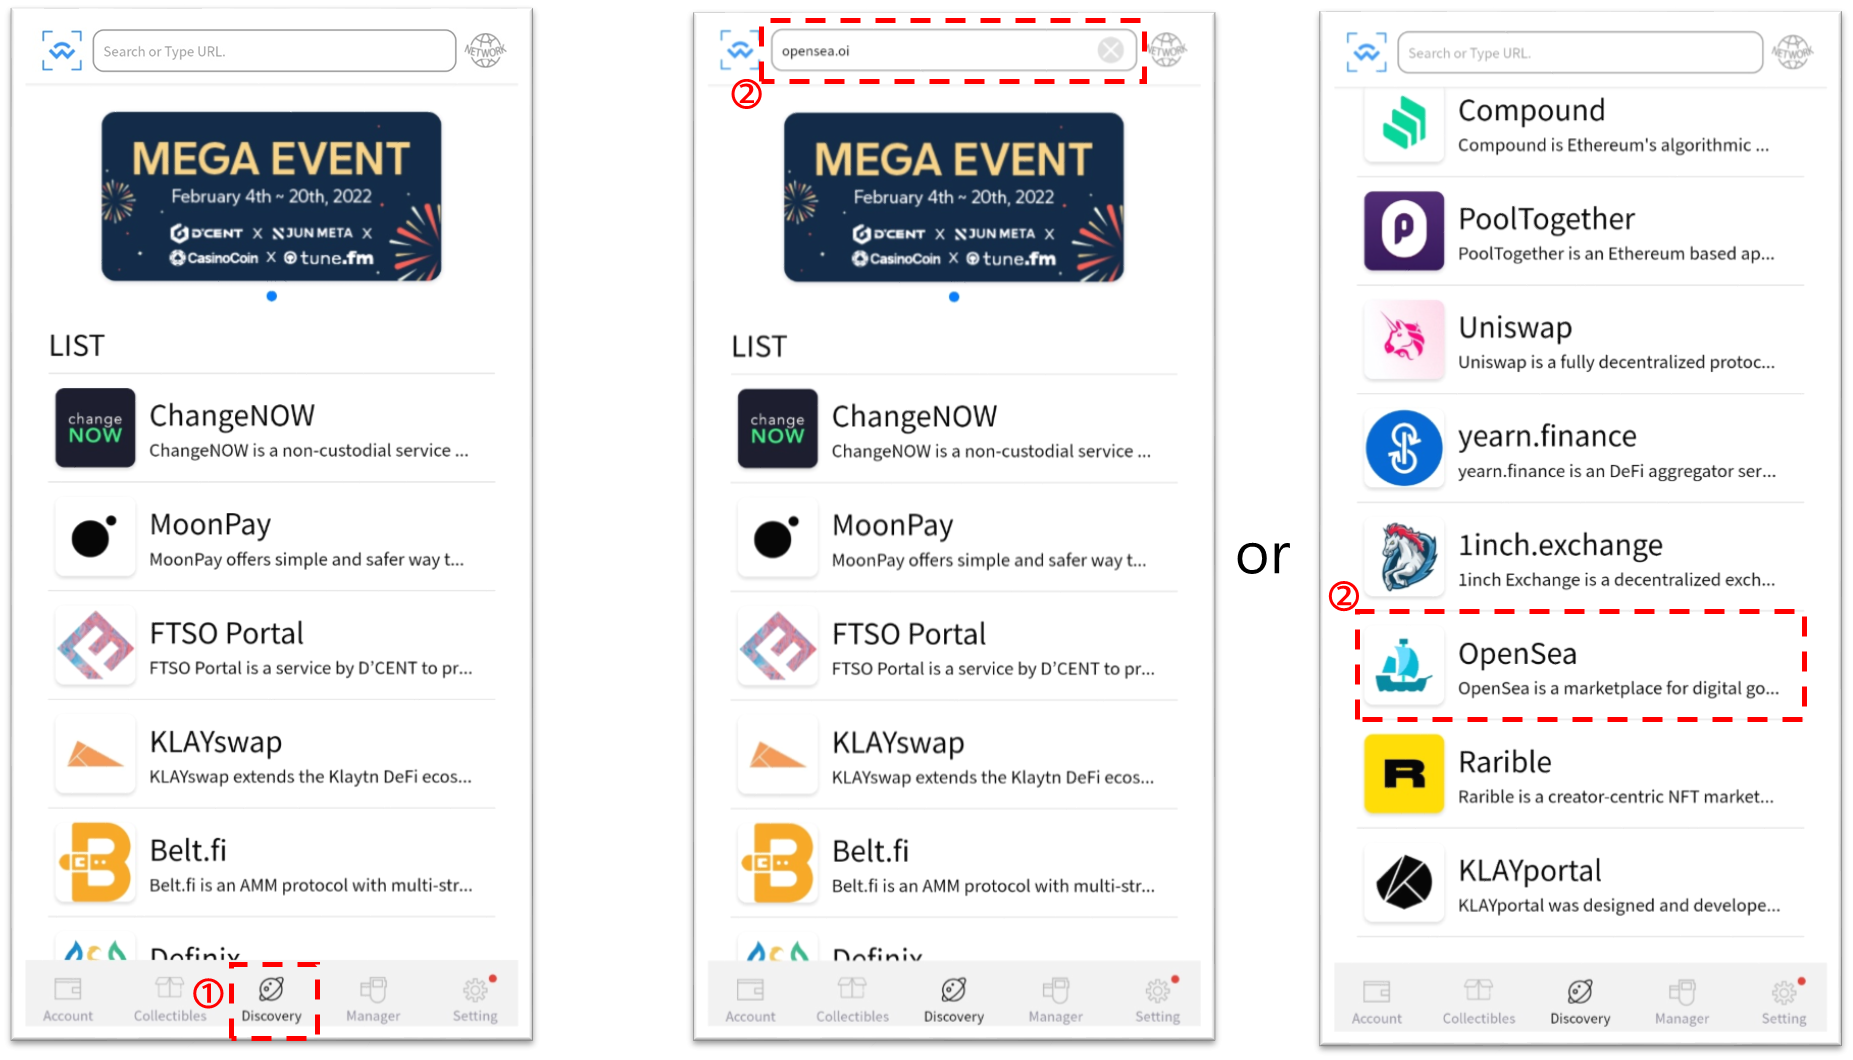 Search or Type URL.
NETWORK
MEGA EVENT
February 4th ~ 20th, 2022
D'CENT X JUN META X
CasinoCoin X tune.fm
LIST
change
NOW
ChangeNOW
ChangeNOW is a non-custodial service ...
MoonPay
MoonPay offers simple and safer way t...
FTSO Portal
FTSO Portal is a service by D'CENT to pr...
KLAYswap
KLAYswap extends the Klaytn DeFi ecos...
B
Belt.fi
Belt.fi is an AMM protocol with multi-str...
Definix
①
Account
Collectibles
Discovery
Manager
Setting
opensea.oi
NETWORK
②
MEGA EVENT
February 4th ~ 20th, 2022
D'CENT X JUN META X
CasinoCoin X tune.fm
LIST
change
NOW
ChangeNOW
ChangeNOW is a non-custodial service ...
MoonPay
MoonPay offers simple and safer way t...
FTSO Portal
FTSO Portal is a service by D'CENT to pr...
KLAYswap
KLAYswap extends the Klaytn DeFi ecos...
B
Belt.fi
Belt.fi is an AMM protocol with multi-str...
Definix
Account
Collectibles
Discovery
Manager
Setting
or
Search or Type URL.
NETWORK
Compound
Compound is Ethereum's algorithmic ...
P
PoolTogether
PoolTogether is an Ethereum based ap...
Uniswap
Uniswap is a fully decentralized protoc...
yearn.finance
yearn.finance is an DeFi aggregator ser...
1inch.exchange
1inch Exchange is a decentralized exch...
②
OpenSea
OpenSea is a marketplace for digital go...
R
Rarible
Rarible is a creator-centric NFT market...
KLAYportal
KLAYportal was designed and develope...
Account
Collectibles
Discovery
Manager
Setting